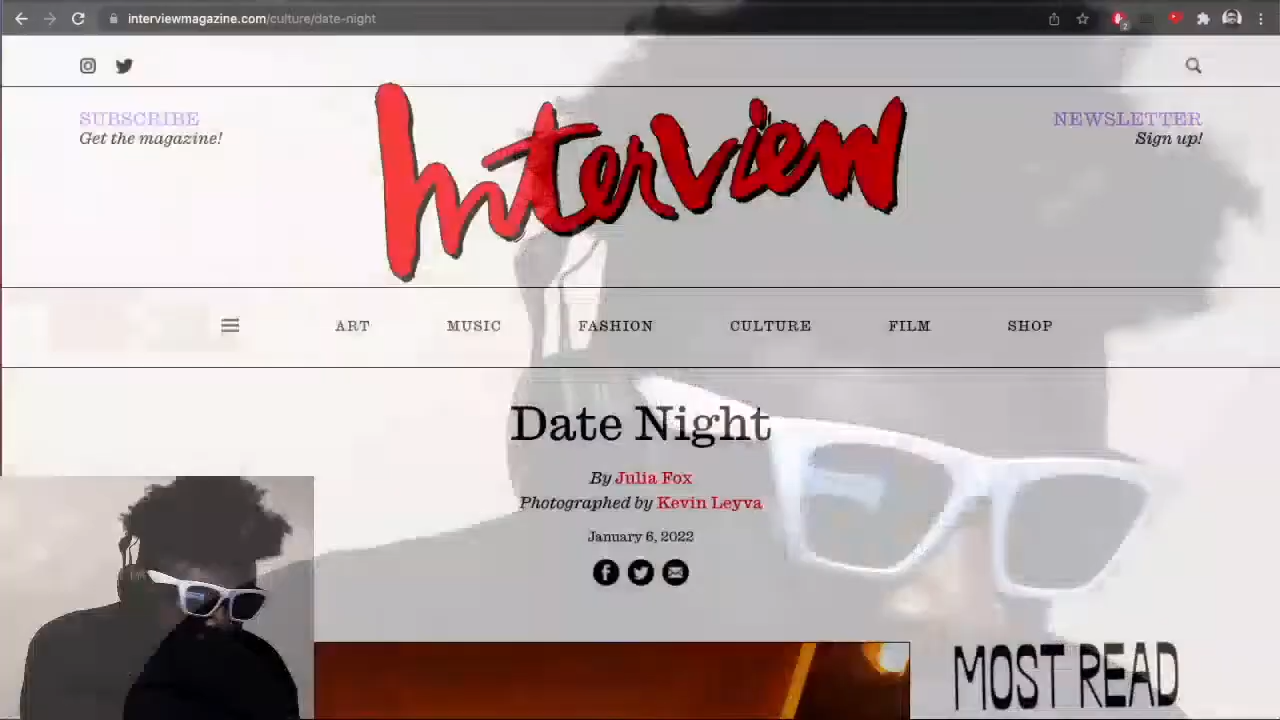 interviewmagazine.com/culture/date-night
2
SUBSCRIBE
Get the magazine!
Interview
NEWSLETTER
Sign up!
ART MUSIC FASHION CULTURE FILM SHOP
Date Night
By Julia Fox
Photographed by Kevin Leyva
January 6, 2022
MOST READ